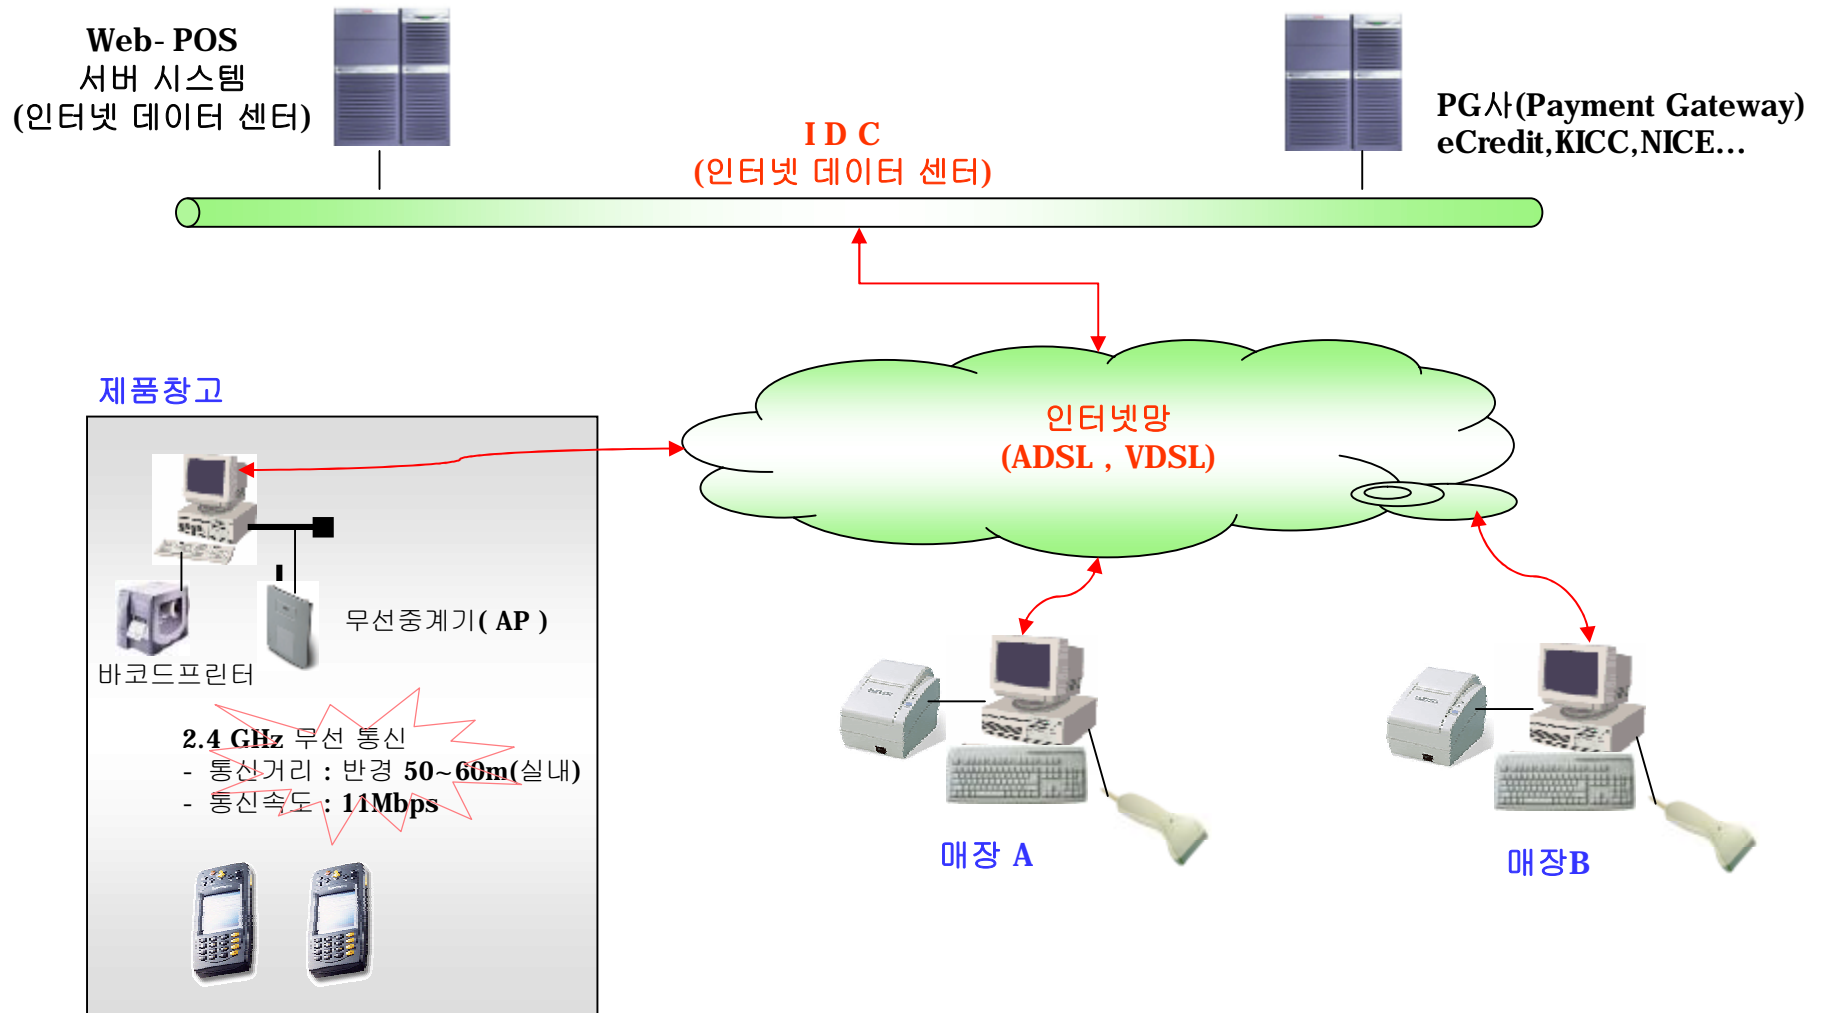 Web- POS
서버 시스템
(인터넷 데이터 센터)
I D C
(인터넷 데이터 센터)
PG사(Payment Gateway)
eCredit,KICC,NICE...
제품창고
인터넷망
(ADSL , VDSL)
무선중계기( AP )
바코드프린터
2.4 GHz 무선 통신
- 통신거리 : 반경 50~60m(실내)
- 통신속도 : 11Mbps
매장 A
매장B